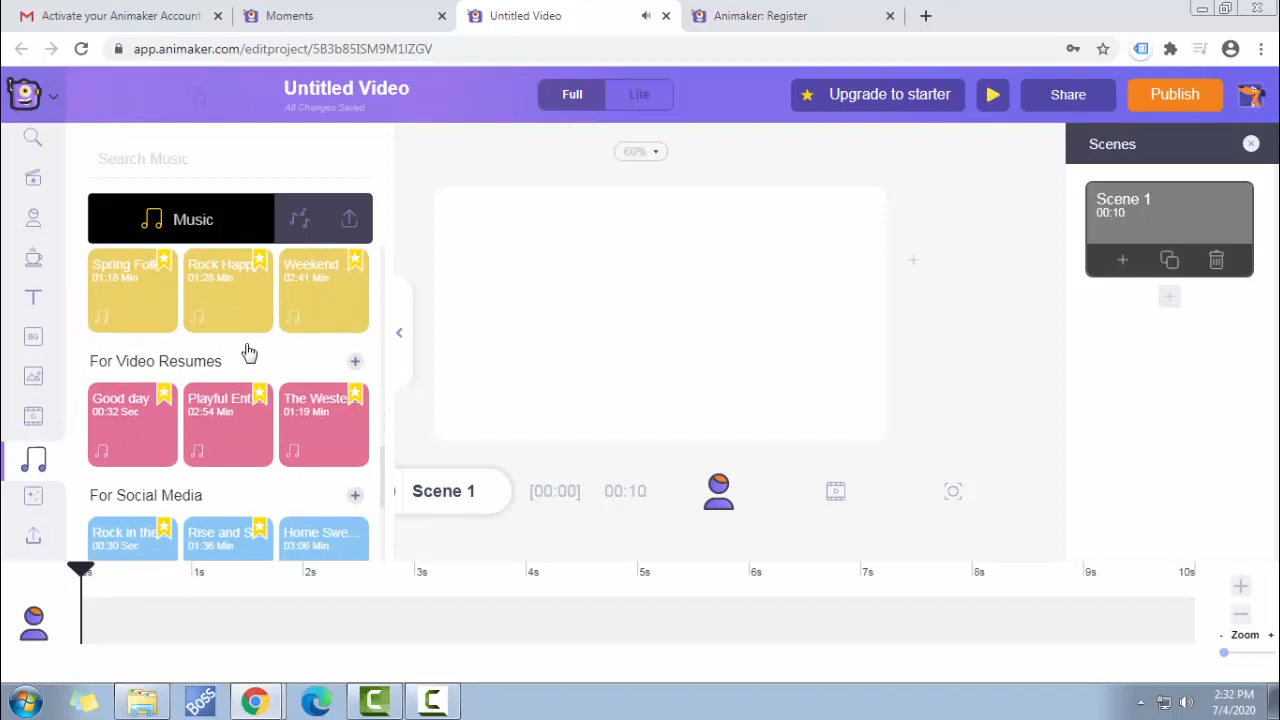 Activate your Animaker Account
Moments
Untitled Video
Animaker: Register
app.animaker.com/editproject/5B3b85ISM9M1IZGV
Untitled Video
All Changes Saved
Full
Lite
Upgrade to starter
Share
Publish
Search Music
60%
Scenes
Music
Scene 1
00:10
Spring Folk
01:18 Min
Rock Happ
01:28 Min
Weekend
02:41 Min
For Video Resumes
Good day
00:32 Sec
Playful Ent
02:54 Min
The Weste
01:19 Min
T
BG
Scene 1
[00:00]
00:10
For Social Media
Rock in the
00:30 Sec
Rise and S
01:36 Min
Home Swe...
03:06 Min
1s
2s
3s
4s
5s
6s
7s
8s
9s
10s
- Zoom +
BOSS
C
C
2:32 PM
7/4/2020